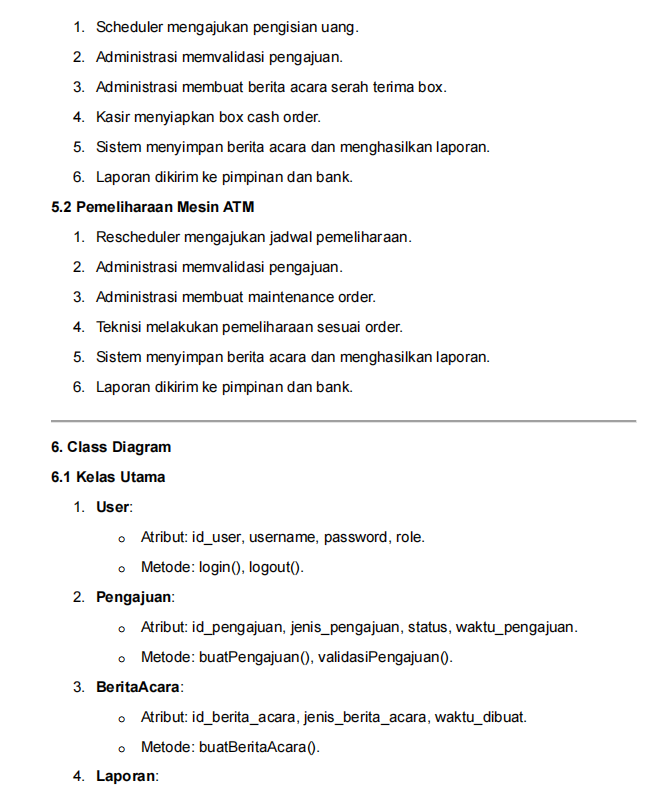 1. Scheduler mengajukan pengisian uang.
2. Administrasi memvalidasi pengajuan.
3. Administrasi membuat berita acara serah terima box.
4. Kasir menyiapkan box cash order.
5. Sistem menyimpan berita acara dan menghasilkan laporan.
6. Laporan dikirim ke pimpinan dan bank.
5.2 Pemeliharaan Mesin ATM
1. Rescheduler mengajukan jadwal pemeliharaan.
2. Administrasi memvalidasi pengajuan.
3. Administrasi membuat maintenance order.
4. Teknisi melakukan pemeliharaan sesuai order.
5. Sistem menyimpan berita acara dan menghasilkan laporan.
6. Laporan dikirim ke pimpinan dan bank.
6. Class Diagram
6.1 Kelas Utama
1. User:
o Atribut: id_user, username, password, role.
o Metode: login(), logout().
2. Pengajuan:
o Atribut: id_pengajuan, jenis_pengajuan, status, waktu_pengajuan.
o Metode: buatPengajuan(), validasiPengajuan().
3. BeritaAcara:
o Atribut: id_berita_acara, jenis_berita_acara, waktu_dibuat.
o Metode: buatBeritaAcara().
4. Laporan: